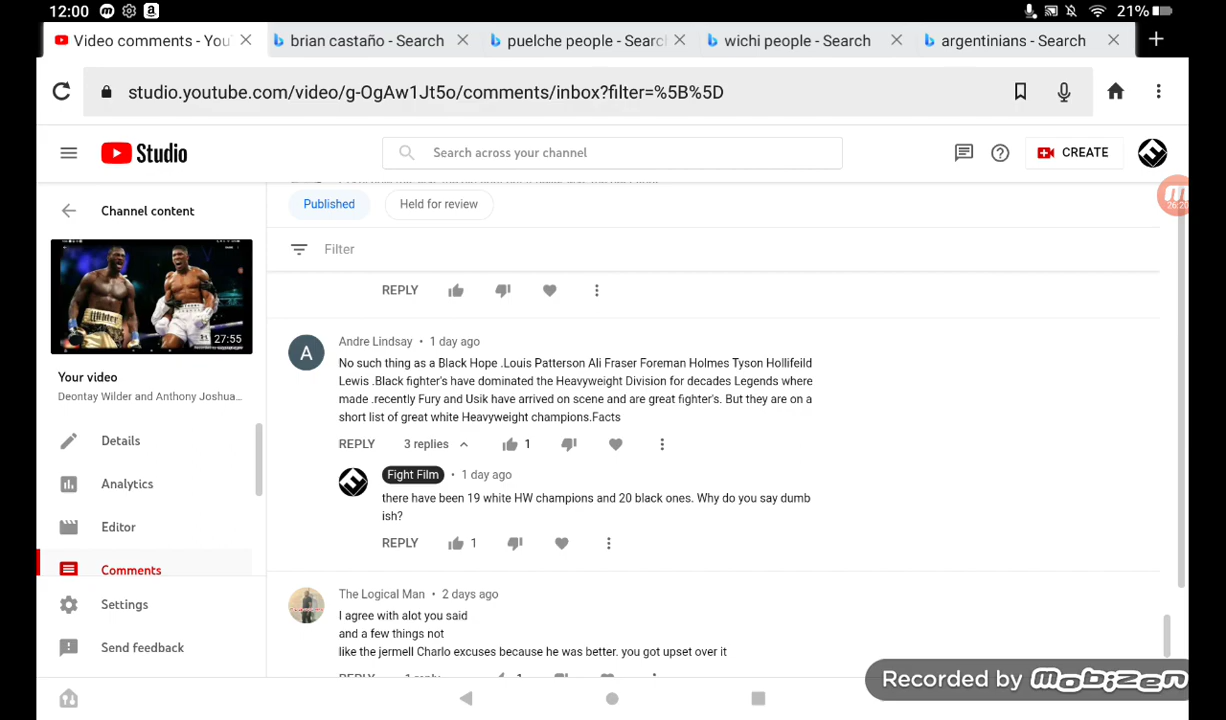 12:00
21%
Video comments - You
brian castaño - Search
puelche people - Searc
wichi people - Search
argentinians - Search
studio.youtube.com/video/g-OgAw1Jt5o/comments/inbox?filter=%5B%5D
Studio
Search across your channel
CREATE
26:20
Channel content
Published
Held for review
Filter
27:55
Your video
Deontay Wilder and Anthony Joshua...
Details
Analytics
Editor
Comments
Settings
Send feedback
REPLY
Andre Lindsay • 1 day ago
No such thing as a Black Hope .Louis Patterson Ali Fraser Foreman Holmes Tyson Hollifeild
Lewis .Black fighter's have dominated the Heavyweight Division for decades Legends where
made .recently Fury and Usik have arrived on scene and are great fighter's. But they are on a
short list of great white Heavyweight champions.Facts
REPLY 3 replies 1
Fight Film • 1 day ago
there have been 19 white HW champions and 20 black ones. Why do you say dumb
ish?
REPLY 1
The Logical Man • 2 days ago
I agree with alot you said
and a few things not
like the jermell Charlo excuses because he was better. you got upset over it
Recorded by mobizen